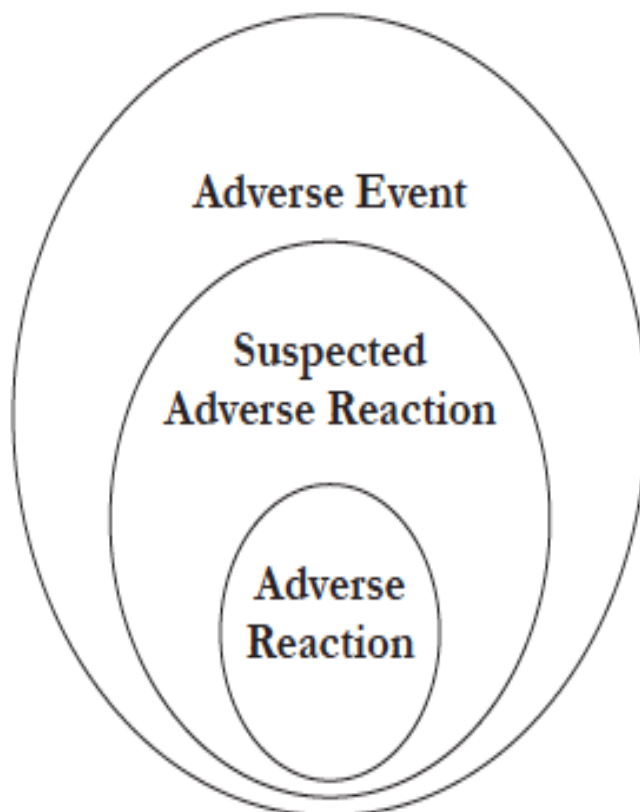 Adverse Event
Suspected
Adverse Reaction
Adverse
Reaction